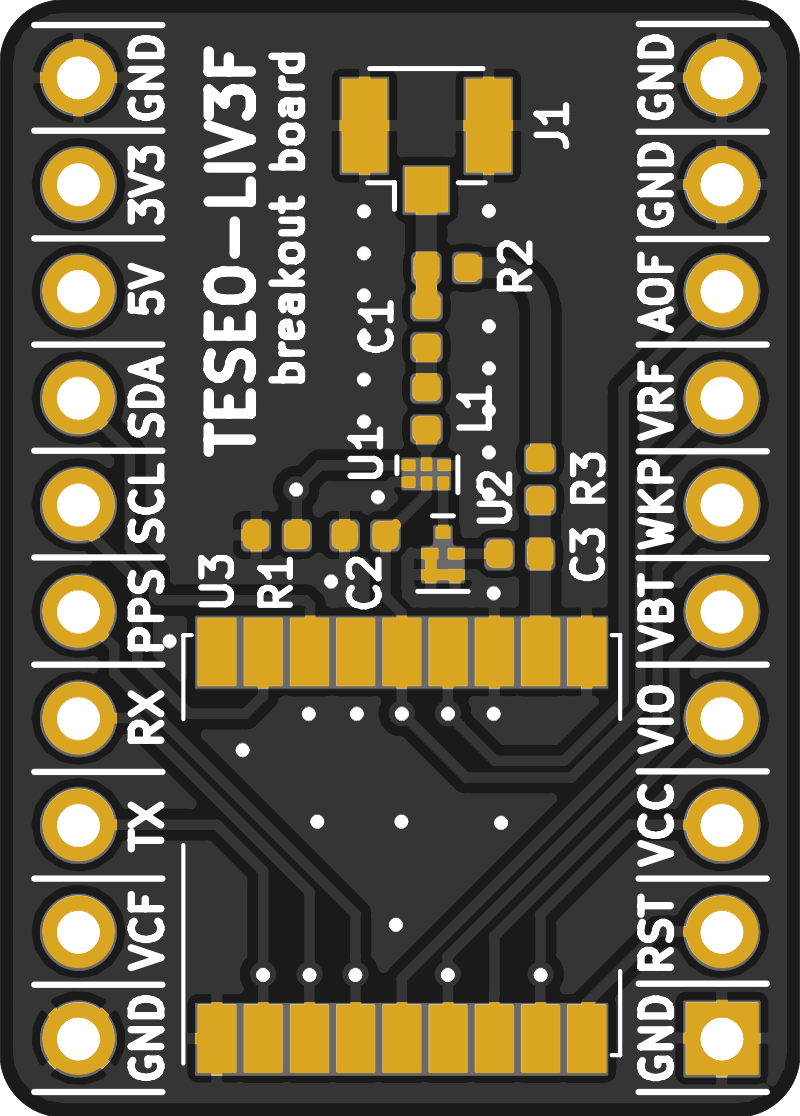 GND
3V3
5V
SDA
SCL
PPS
RX
TX
VCF
GND
TESEO-LIV3F
breakout board
J1
R2
C1
L1
U1
U2
R3
U3
R1
C2
C3
GND
GND
AOF
VRF
WKP
VBT
VIO
VCC
RST
GND